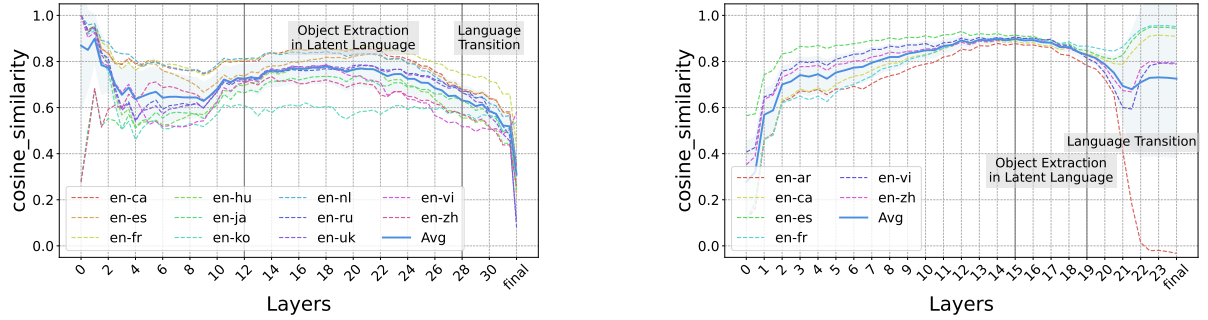 1.0
0.8
0.6
0.4
0.2
0.0
cosine_similarity
Object Extraction
in Latent Language
Language
Transition
en-ca
en-es
en-fr
en-hu
en-ja
en-ko
en-nl
en-ru
en-uk
en-vi
en-zh
Avg
0 2 4 6 8 10 12 14 16 18 20 22 24 26 28 30 final
Layers
1.0
0.8
0.6
0.4
0.2
0.0
cosine_similarity
Language Transition
Object Extraction
in Latent Language
en-ar
en-ca
en-es
en-fr
en-vi
en-zh
Avg
0 1 2 3 4 5 6 7 8 9 10 11 12 13 14 15 16 17 18 19 20 21 22 23 final
Layers